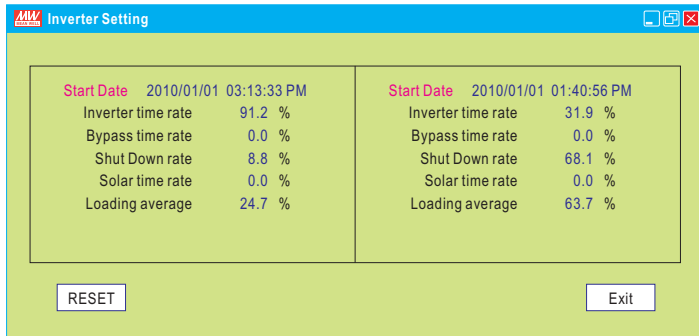 MW MEAN WELL Inverter Setting
Start Date 2010/01/01 03:13:33 PM
Inverter time rate 91.2 %
Bypass time rate 0.0 %
Shut Down rate 8.8 %
Solar time rate 0.0 %
Loading average 24.7 %
Start Date 2010/01/01 01:40:56 PM
Inverter time rate 31.9 %
Bypass time rate 0.0 %
Shut Down rate 68.1 %
Solar time rate 0.0 %
Loading average 63.7 %
RESET
Exit